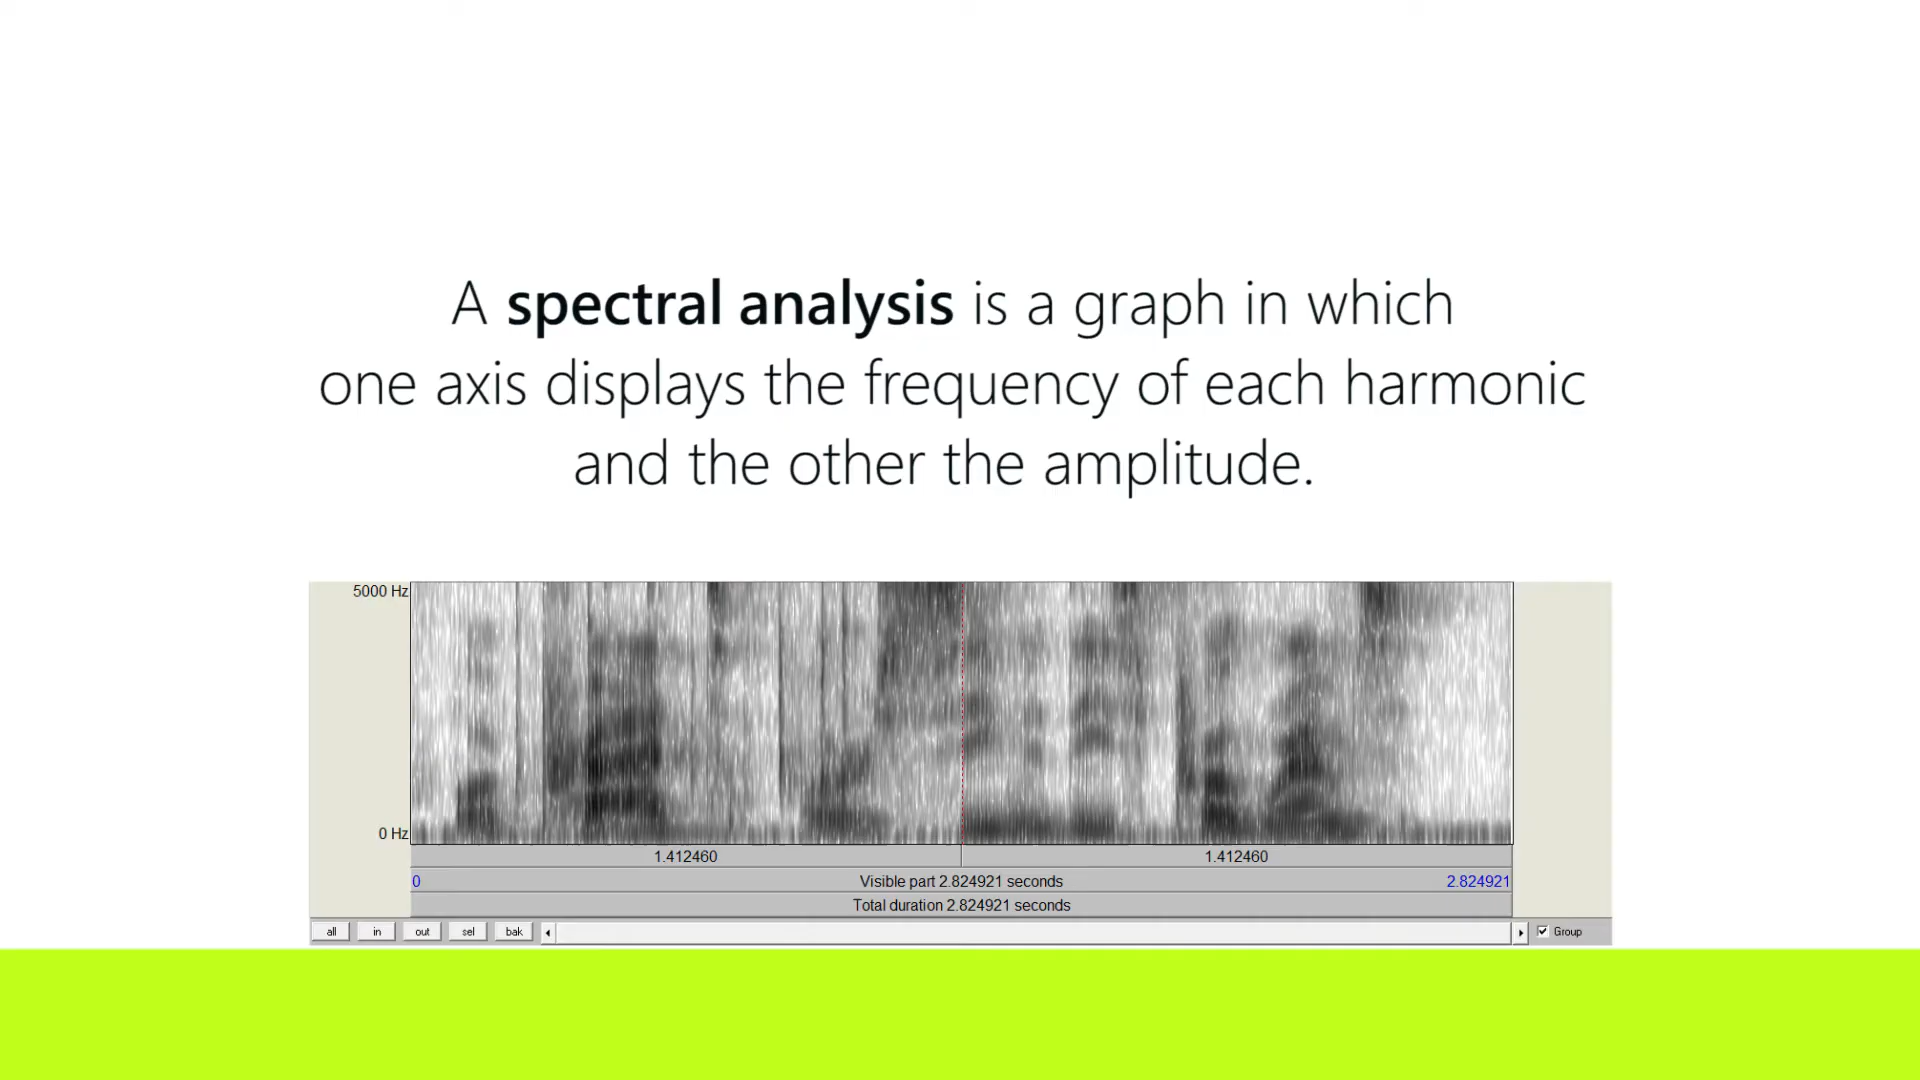 A spectral analysis is a graph in which
one axis displays the frequency of each harmonic
and the other the amplitude.
5000 Hz
0 Hz
1.412460 1.412460
0 Visible part 2.824921 seconds 2.824921
Total duration 2.824921 seconds
all in out sel bak Group